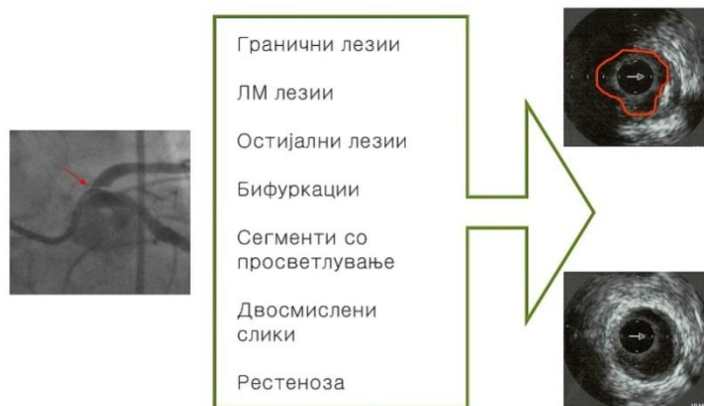 Гранични лезии
ЛМ лезии
Остијални лезии
Бифуркации
Сегменти со
просветлување
Двосмислени
слики
Рестеноза